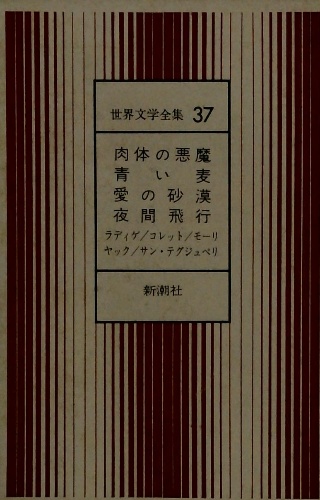 世界文学全集 37
肉体の悪魔
青い麦
愛の砂漠
夜間飛行
ラディゲ／コレット／モーリ
ヤック／サン・テグジュペリ
新潮社